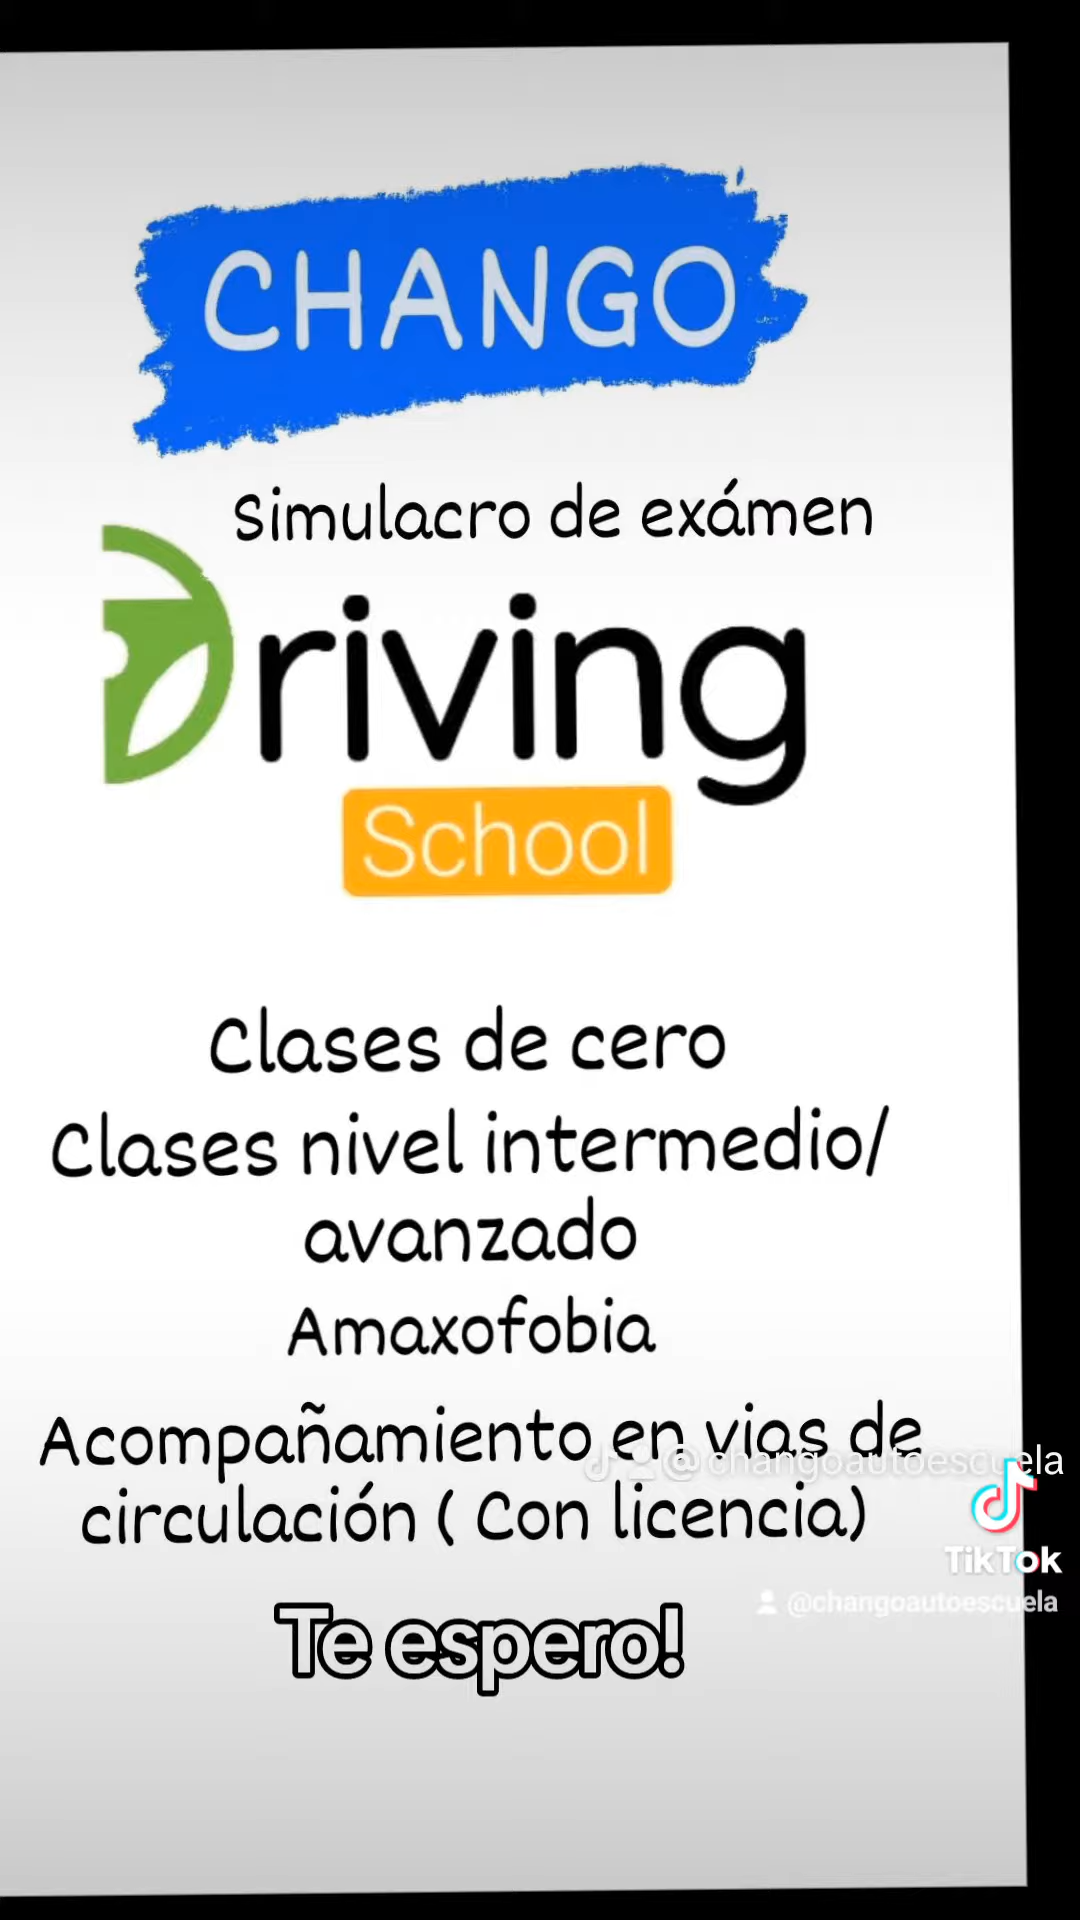 CHANGO
Simulacro de exámen
Driving
School
Clases de cero
Clases nivel intermedio/
avanzado
Amaxofobia
Acompañamiento en vias de
circulación ( Con licencia)
@changoautoescuela
TikTok
@changoautoescuela
Te espero!